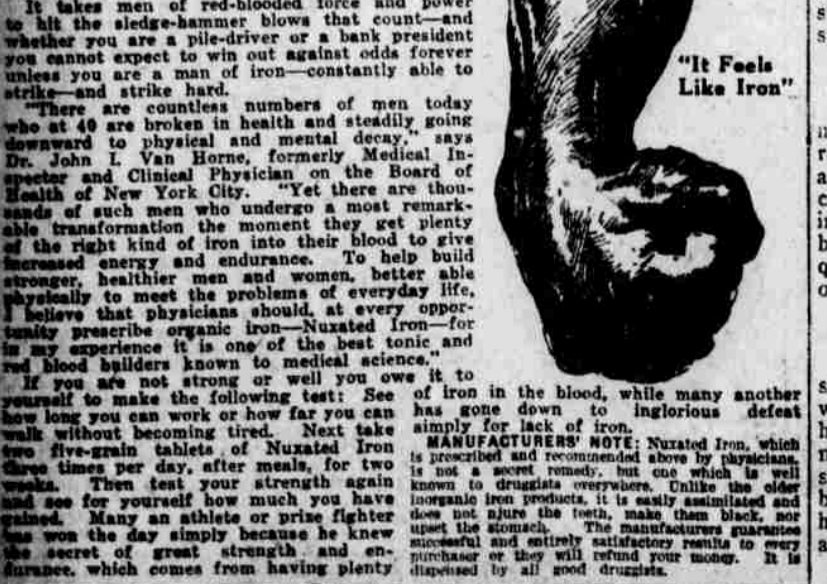 It takes men of red-blooded force and power
to hit the sledge-hammer blows that count—and
whether you are a pile-driver or a bank president
you cannot expect to win out against odds forever
unless you are a man of iron—constantly able to
strike—and strike hard.
"There are countless numbers of men today
who at 40 are broken in health and steadily going
downward to physical and mental decay," says
Dr. John I. Van Horne, formerly Medical In-
spector and Clinical Physician on the Board of
Health of New York City. "Yet there are thou-
sands of such men who undergo a most remark-
able transformation the moment they get plenty
of the right kind of iron into their blood to give
increased energy and endurance. To help build
stronger, healthier men and women, better able
physically to meet the problems of everyday life,
I believe that physicians should, at every oppor-
tunity prescribe organic iron—Nuxated Iron—for
in my experience it is one of the best tonic and
red blood builders known to medical science."
If you are not strong or well you owe it to
yourself to make the following test: See
how long you can work or how far you can
walk without becoming tired. Next take
two five-grain tablets of Nuxated Iron
three times per day, after meals, for two
weeks. Then test your strength again
and see for yourself how much you have
gained. Many an athlete or prize fighter
has won the day simply because he knew
the secret of great strength and en-
durance, which comes from having plenty
"It Feels
Like Iron"
of iron in the blood, while many another
has gone down to inglorious defeat
simply for lack of iron.
MANUFACTURERS' NOTE: Nuxated Iron, which
is prescribed and recommended above by physicians,
is not a secret remedy, but one which is well
known to druggists everywhere. Unlike the older
inorganic iron products, it is easily assimilated and
does not njure the teeth, make them black, nor
upset the stomach. The manufacturers guarantee
successful and entirely satisfactory results to every
purchaser or they will refund your money. It is
dispensed by all good druggists.